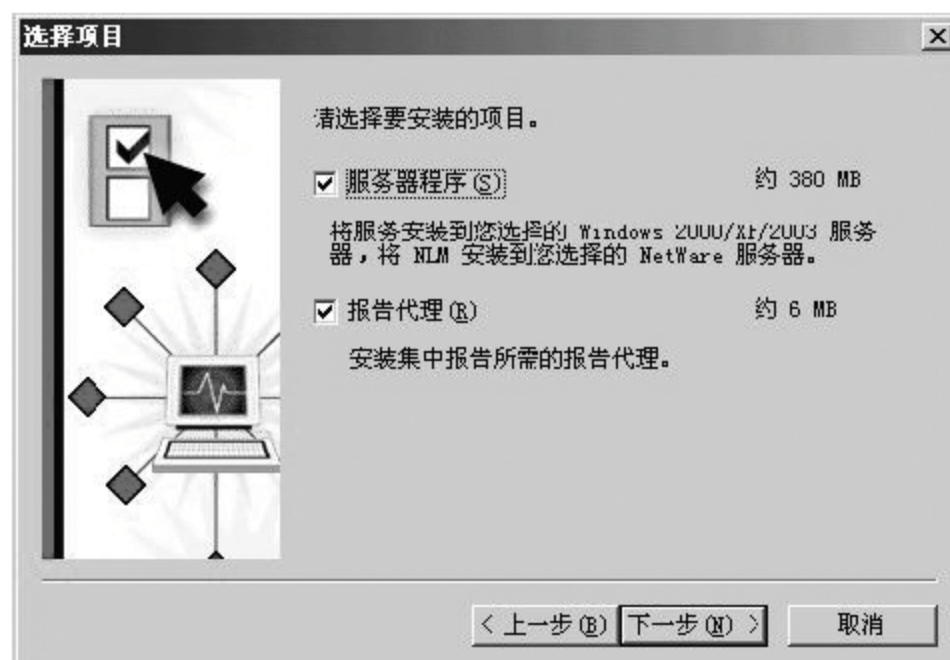 选择项目
请选择要安装的项目。
服务器程序(S) 约 380 MB
将服务安装到您选择的 Windows 2000/XP/2003 服务
器，将 NLM 安装到您选择的 NetWare 服务器。
报告代理(R) 约 6 MB
安装集中报告所需的报告代理。
< 上一步(B) 下一步(N) > 取消